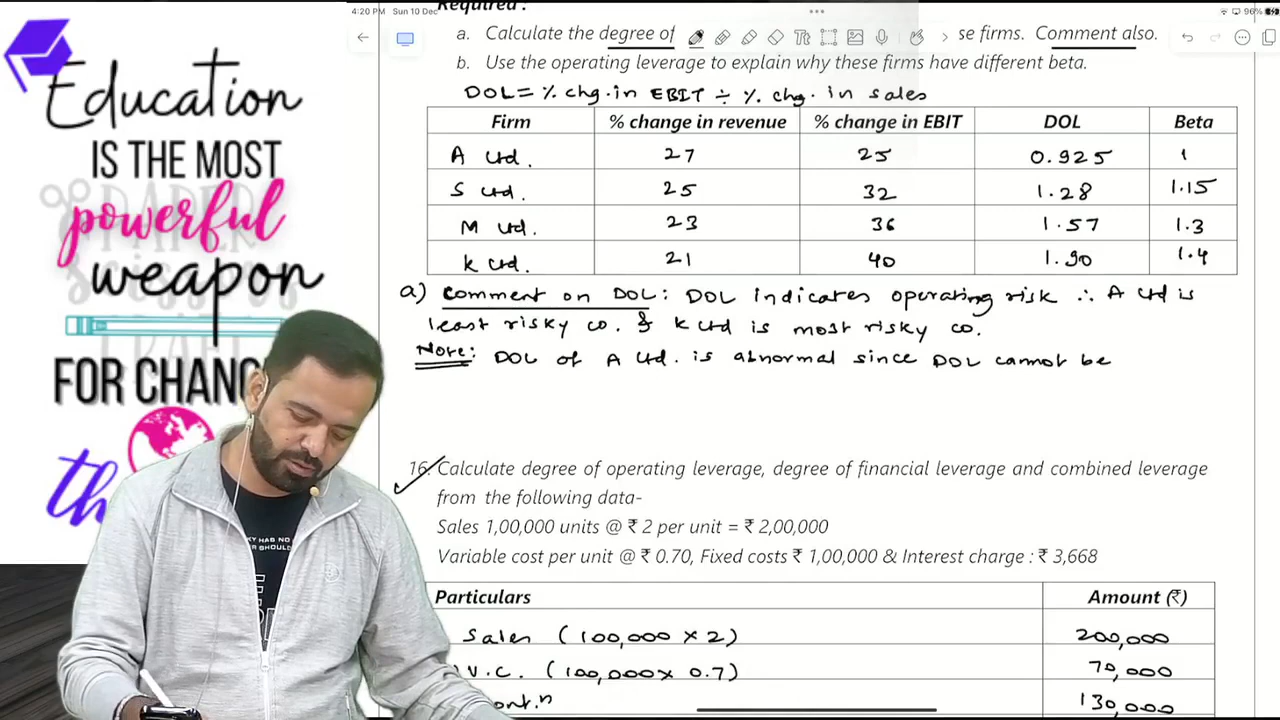 4:20 PM Sun 10 Dec
96%
Required :
a. Calculate the degree of
se firms. Comment also.
b. Use the operating leverage to explain why these firms have different beta.
DOL = % chg. in EBIT ÷ % chg. in sales
Firm % change in revenue % change in EBIT DOL Beta
A Ltd. 27 25 0.925 1
S Ltd. 25 32 1.28 1.15
M Ltd. 23 36 1.57 1.3
K Ltd. 21 40 1.90 1.4
a) Comment on DOL: DOL indicates operating risk ∴ A Ltd is
least risky co. & K Ltd is most risky co.
Note: DOL of A Ltd. is abnormal since DOL cannot be
16. Calculate degree of operating leverage, degree of financial leverage and combined leverage
from the following data-
Sales 1,00,000 units @ ₹ 2 per unit = ₹ 2,00,000
Variable cost per unit @ ₹ 0.70, Fixed costs ₹ 1,00,000 & Interest charge : ₹ 3,668
Particulars Amount (₹)
Sales (100,000 × 2) 200,000
V.C. (100,000 × 0.7) 70,000
ont.n 130,000
Education
IS THE MOST
powerful
weapon
FOR CHANG
th